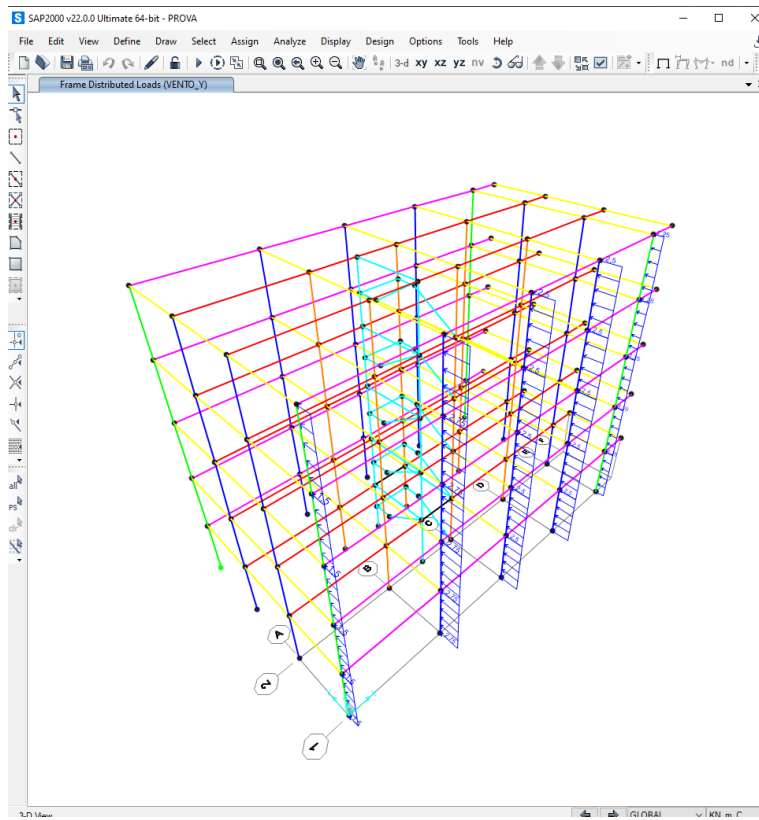 SAP2000 v22.0.0 Ultimate 64-bit - PROVA
File Edit View Define Draw Select Assign Analyze Display Design Options Tools Help
3-d xy xz yz nv nd
Frame Distributed Loads (VENTO_Y)
all
PS
clr
D
C
B
A
2
1
3-D View
GLOBAL
KN, m, C